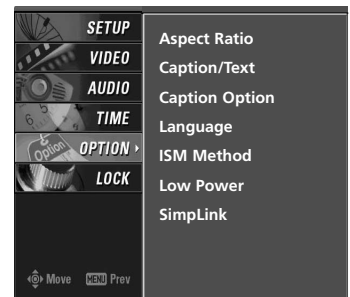 SETUP
VIDEO
AUDIO
TIME
OPTION
LOCK
Move MENU Prev
Aspect Ratio
Caption/Text
Caption Option
Language
ISM Method
Low Power
SimpLink